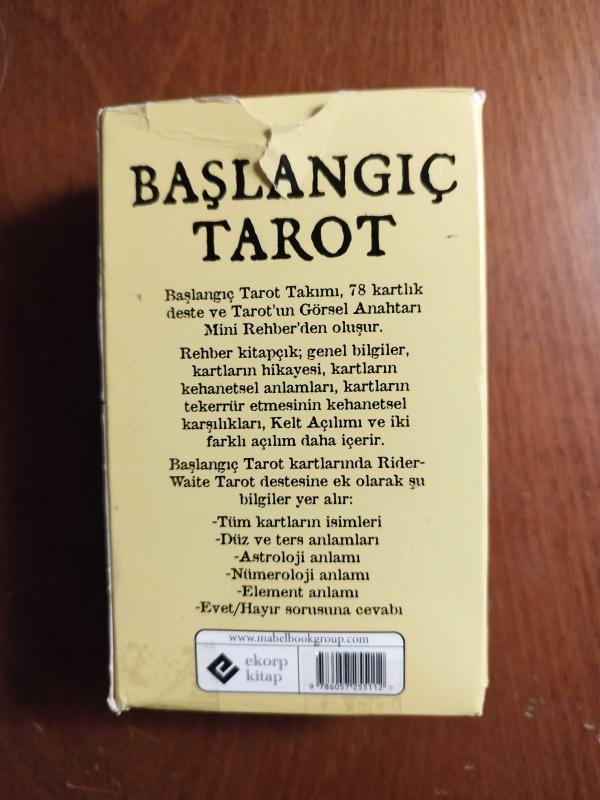 BAŞLANGIÇ
TAROT
Başlangıç Tarot Takımı, 78 kartlık
deste ve Tarot'un Görsel Anahtarı
Mini Rehber'den oluşur.
Rehber kitapçık; genel bilgiler,
kartların hikayesi, kartların
kehanetsel anlamları, kartların
tekerrür etmesinin kehanetsel
karşılıkları, Kelt Açılımı ve iki
farklı açılım daha içerir.
Başlangıç Tarot kartlarında Rider-
Waite Tarot destesine ek olarak şu
bilgiler yer alır:
-Tüm kartların isimleri
-Düz ve ters anlamları
-Astroloji anlamı
-Nümeroloji anlamı
-Element anlamı
-Evet/Hayır sorusuna cevabı
www.mabelbookgroup.com
ekorp
kitap
9 786057 255112 >